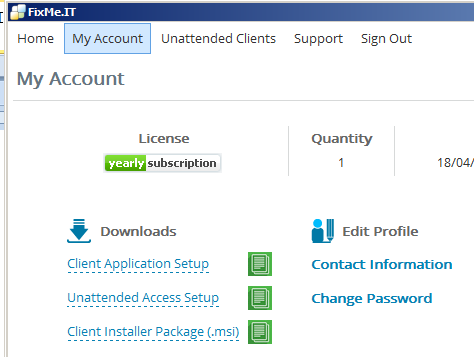 FixMe.IT
Home My Account Unattended Clients Support Sign Out
My Account
License Quantity
yearly subscription 1 18/04/
Downloads Edit Profile
Client Application Setup Contact Information
Unattended Access Setup Change Password
Client Installer Package (.msi)